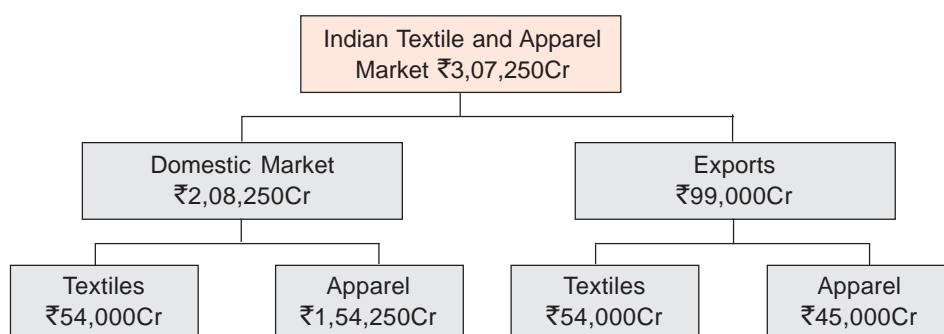 Indian Textile and Apparel
Market ₹3,07,250Cr
Domestic Market
₹2,08,250Cr
Exports
₹99,000Cr
Textiles
₹54,000Cr
Apparel
₹1,54,250Cr
Textiles
₹54,000Cr
Apparel
₹45,000Cr